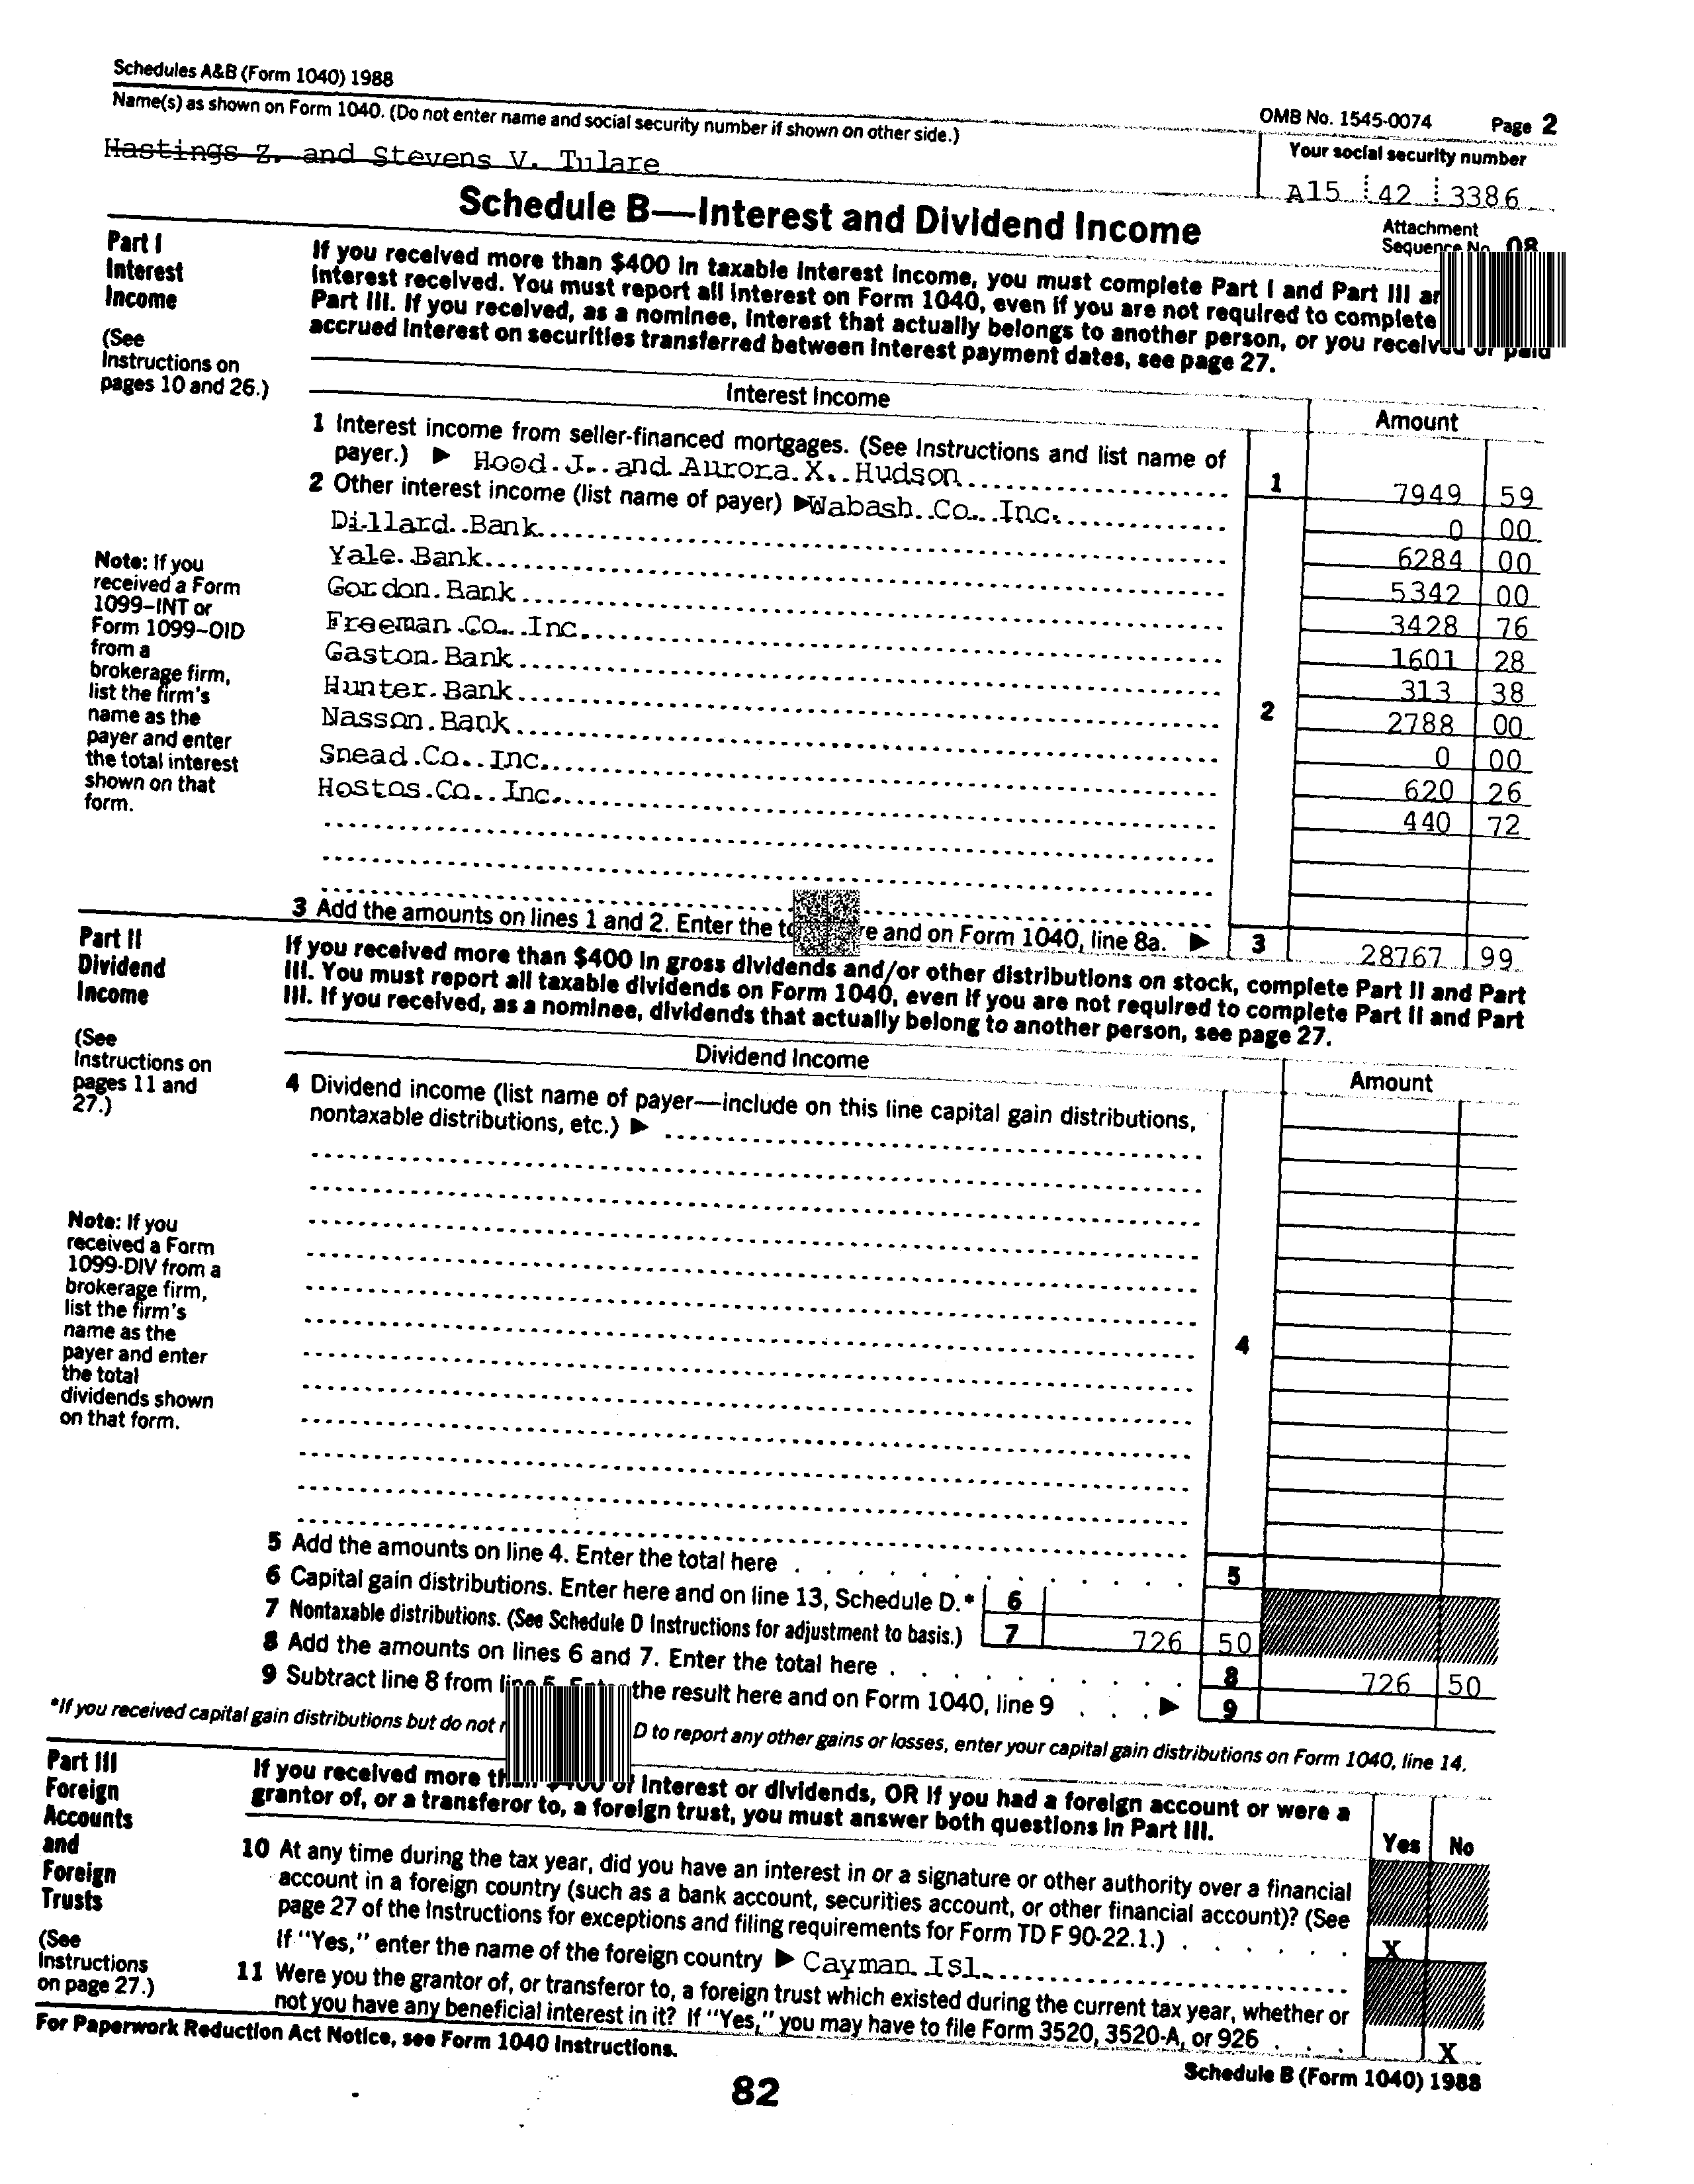 Schedules A&B (Form 1040) 1988
OMB No. 1545-0074 Page 2
Name(s) as shown on Form 1040. (Do not enter name and social security number if shown on other side.)
Your social security number
Hastings Z. and Stevens V. Tulare
A15 42 3386
Schedule B—Interest and Dividend Income
Attachment
Sequence No. 08
Part I
Interest
Income
(See
Instructions on
pages 10 and 26.)
If you received more than $400 in taxable interest income, you must complete Part I and Part III
interest received. You must report all interest on Form 1040, even if you are not required to complete
Part III. If you received, as a nominee, interest that actually belongs to another person, or you received or paid
accrued interest on securities transferred between interest payment dates, see page 27.
Interest Income
Amount
1 Interest income from seller-financed mortgages. (See Instructions and list name of
payer.) ▶ Hood J. and Aurora X. Hudson 1 7949 59
2 Other interest income (list name of payer) ▶ Wabash Co. Inc. 0 00
Dillard Bank 6284 00
Yale Bank 5342 00
Gordon Bank 3428 76
Freeman Co. Inc. 1601 28
Gaston Bank 313 38
Hunter Bank 2 2788 00
Nasson Bank 0 00
Snead Co. Inc. 620 26
Hostos Co. Inc. 440 72
Note: If you
received a Form
1099–INT or
Form 1099–OID
from a
brokerage firm,
list the firm's
name as the
payer and enter
the total interest
shown on that
form.
3 Add the amounts on lines 1 and 2. Enter the and on Form 1040, line 8a. ▶ 3 28767 99
Part II
Dividend
Income
(See
Instructions on
pages 11 and
27.)
If you received more than $400 in gross dividends and/or other distributions on stock, complete Part II and Part
III. You must report all taxable dividends on Form 1040, even if you are not required to complete Part II and Part
III. If you received, as a nominee, dividends that actually belong to another person, see page 27.
Dividend Income
Amount
4 Dividend income (list name of payer—include on this line capital gain distributions,
nontaxable distributions, etc.) ▶
4
Note: If you
received a Form
1099-DIV from a
brokerage firm,
list the firm's
name as the
payer and enter
the total
dividends shown
on that form.
5 Add the amounts on line 4. Enter the total here 5
6 Capital gain distributions. Enter here and on line 13, Schedule D.* 6
7 Nontaxable distributions. (See Schedule D Instructions for adjustment to basis.) 7 726 50
8 Add the amounts on lines 6 and 7. Enter the total here 8 726 50
9 Subtract line 8 from line 5. Enter the result here and on Form 1040, line 9 ▶ 9
*If you received capital gain distributions but do not D to report any other gains or losses, enter your capital gain distributions on Form 1040, line 14.
Part III
Foreign
Accounts
and
Foreign
Trusts
(See
Instructions
on page 27.)
If you received more than $400 of interest or dividends, OR if you had a foreign account or were a
grantor of, or a transferor to, a foreign trust, you must answer both questions in Part III.
Yes No
10 At any time during the tax year, did you have an interest in or a signature or other authority over a financial
account in a foreign country (such as a bank account, securities account, or other financial account)? (See
page 27 of the Instructions for exceptions and filing requirements for Form TD F 90-22.1.) X
If "Yes," enter the name of the foreign country ▶ Cayman Isl.
11 Were you the grantor of, or transferor to, a foreign trust which existed during the current tax year, whether or
not you have any beneficial interest in it? If "Yes," you may have to file Form 3520, 3520-A, or 926 X
For Paperwork Reduction Act Notice, see Form 1040 Instructions.
Schedule B (Form 1040) 1988
82